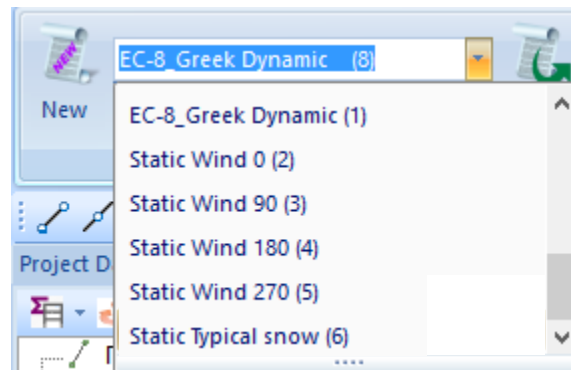 NEW
EC-8_Greek Dynamic (8)
New
EC-8_Greek Dynamic (1)
Static Wind 0 (2)
Static Wind 90 (3)
Static Wind 180 (4)
Static Wind 270 (5)
Project D
Static Typical snow (6)